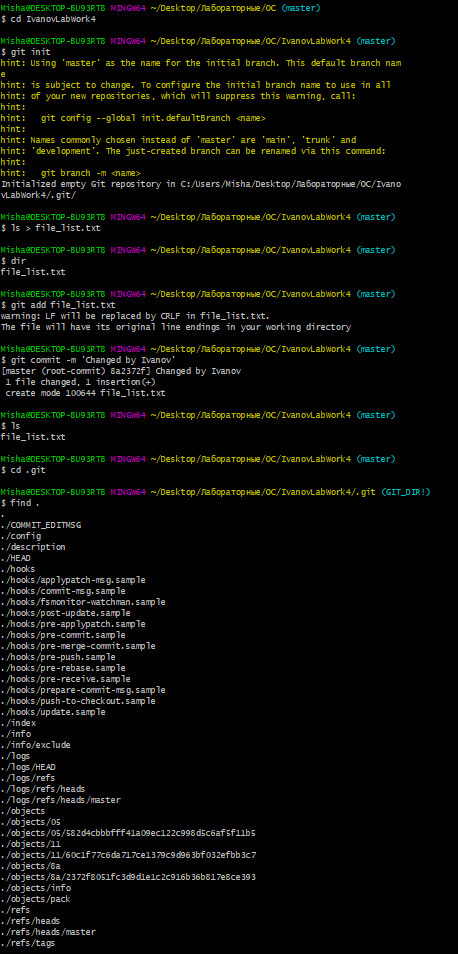 Misha@DESKTOP-BU93RT8 MINGW64 ~/Desktop/Лабораторные/ОС (master)
$ cd IvanovLabWork4
Misha@DESKTOP-BU93RT8 MINGW64 ~/Desktop/Лабораторные/ОС/IvanovLabWork4 (master)
$ git init
hint: Using 'master' as the name for the initial branch. This default branch nam
e
hint: is subject to change. To configure the initial branch name to use in all
hint: of your new repositories, which will suppress this warning, call:
hint:
hint:   git config --global init.defaultBranch <name>
hint:
hint: Names commonly chosen instead of 'master' are 'main', 'trunk' and
hint: 'development'. The just-created branch can be renamed via this command:
hint:
hint:   git branch -m <name>
Initialized empty Git repository in C:/Users/Misha/Desktop/Лабораторные/ОС/Ivano
vLabWork4/.git/
Misha@DESKTOP-BU93RT8 MINGW64 ~/Desktop/Лабораторные/ОС/IvanovLabWork4 (master)
$ ls > file_list.txt
Misha@DESKTOP-BU93RT8 MINGW64 ~/Desktop/Лабораторные/ОС/IvanovLabWork4 (master)
$ dir
file_list.txt
Misha@DESKTOP-BU93RT8 MINGW64 ~/Desktop/Лабораторные/ОС/IvanovLabWork4 (master)
$ git add file_list.txt
warning: LF will be replaced by CRLF in file_list.txt.
The file will have its original line endings in your working directory
Misha@DESKTOP-BU93RT8 MINGW64 ~/Desktop/Лабораторные/ОС/IvanovLabWork4 (master)
$ git commit -m 'Changed by Ivanov'
[master (root-commit) 8a2372f] Changed by Ivanov
 1 file changed, 1 insertion(+)
 create mode 100644 file_list.txt
Misha@DESKTOP-BU93RT8 MINGW64 ~/Desktop/Лабораторные/ОС/IvanovLabWork4 (master)
$ ls
file_list.txt
Misha@DESKTOP-BU93RT8 MINGW64 ~/Desktop/Лабораторные/ОС/IvanovLabWork4 (master)
$ cd .git
Misha@DESKTOP-BU93RT8 MINGW64 ~/Desktop/Лабораторные/ОС/IvanovLabWork4/.git (GIT_DIR!)
$ find .
.
./COMMIT_EDITMSG
./config
./description
./HEAD
./hooks
./hooks/applypatch-msg.sample
./hooks/commit-msg.sample
./hooks/fsmonitor-watchman.sample
./hooks/post-update.sample
./hooks/pre-applypatch.sample
./hooks/pre-commit.sample
./hooks/pre-merge-commit.sample
./hooks/pre-push.sample
./hooks/pre-rebase.sample
./hooks/pre-receive.sample
./hooks/prepare-commit-msg.sample
./hooks/push-to-checkout.sample
./hooks/update.sample
./index
./info
./info/exclude
./logs
./logs/HEAD
./logs/refs
./logs/refs/heads
./logs/refs/heads/master
./objects
./objects/05
./objects/05/582d4cbbbfff41a09ec122c998d5c6af5f11b5
./objects/11
./objects/11/60c1f77c6da717ce1379c9d963bf032efbb3c7
./objects/8a
./objects/8a/2372f8051fc3d9d1e1c2c916b36b817e8ce393
./objects/info
./objects/pack
./refs
./refs/heads
./refs/heads/master
./refs/tags